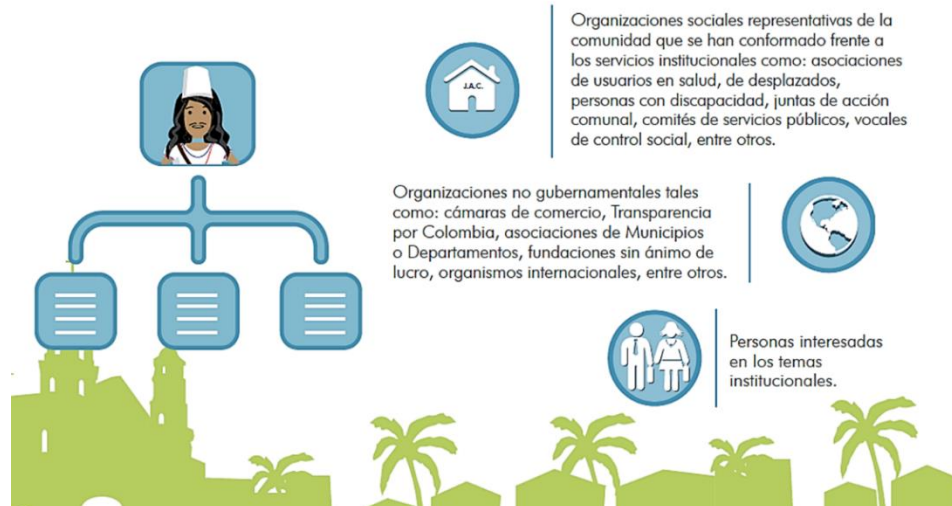 Organizaciones sociales representativas de la
comunidad que se han conformado frente a
los servicios institucionales como: asociaciones
de usuarios en salud, de desplazados,
personas con discapacidad, juntas de acción
comunal, comités de servicios públicos, vocales
de control social, entre otros.
J.A.C.
Organizaciones no gubernamentales tales
como: cámaras de comercio, Transparencia
por Colombia, asociaciones de Municipios
o Departamentos, fundaciones sin ánimo de
lucro, organismos internacionales, entre otros.
Personas interesadas
en los temas
institucionales.